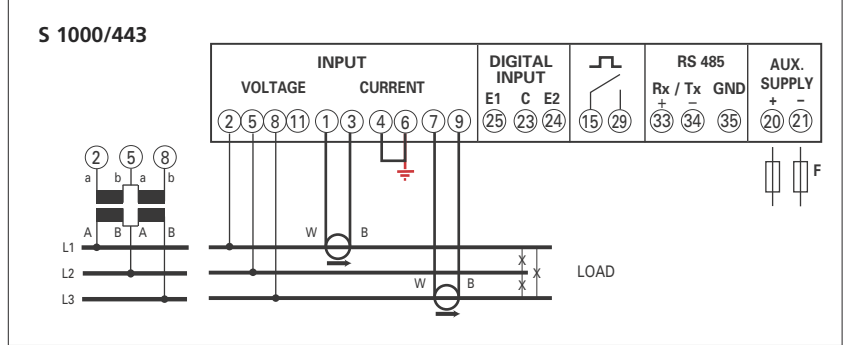 S 1000/443
INPUT
VOLTAGE CURRENT
DIGITAL
INPUT
E1 C E2
RS 485
Rx / Tx GND
+ −
AUX.
SUPPLY
+ −
2 5 8 11 1 3 4 6 7 9 25 23 24 15 29 33 34 35 20 21
F
2 5 8
a b a b
A B A B
W B
L1
L2
L3
W B
X
X
X
LOAD